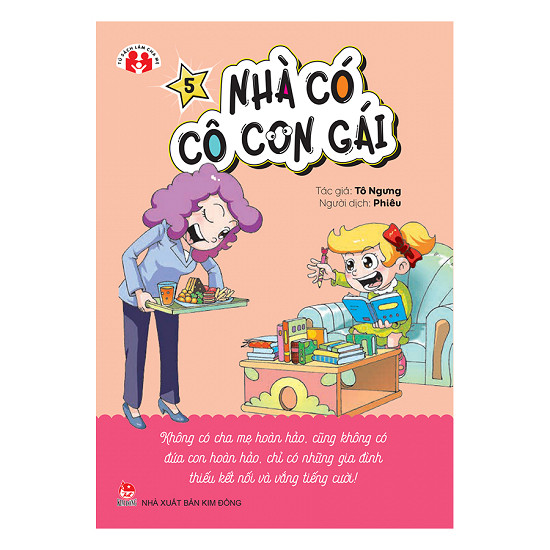 TỦ SÁCH LÀM CHA MẸ
5
NHÀ CÓ
CÔ CON GÁI
Tác giả: Tô Ngưng
Người dịch: Phiêu
Không có cha mẹ hoàn hảo, cũng không có
đứa con hoàn hảo, chỉ có những gia đình
thiếu kết nối và vắng tiếng cười!
NHÀ XUẤT BẢN KIM ĐỒNG